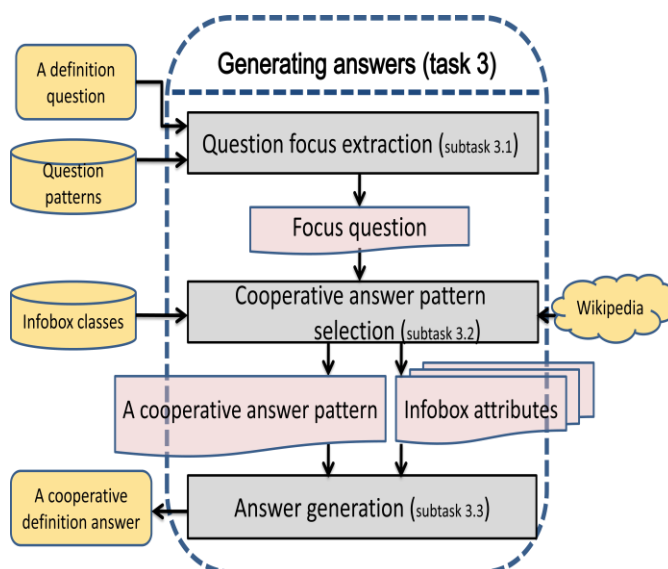 Generating answers (task 3)
A definition
question
Question focus extraction (subtask 3.1)
Question
patterns
Focus question
Cooperative answer pattern
selection (subtask 3.2)
Infobox classes
Wikipedia
A cooperative answer pattern
Infobox attributes
Answer generation (subtask 3.3)
A cooperative
definition answer